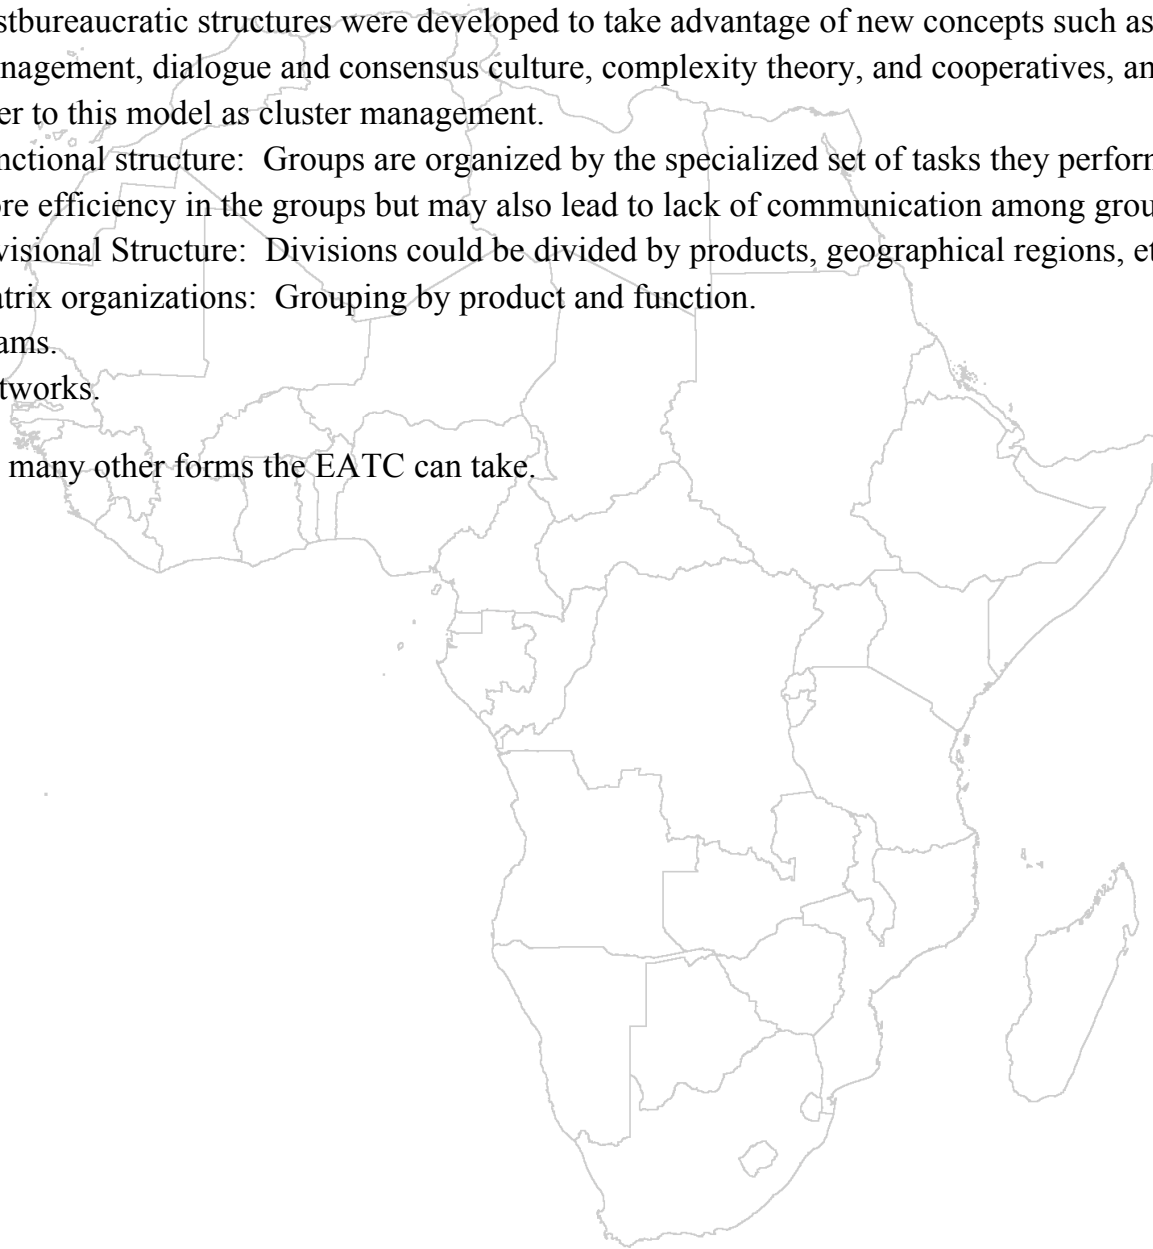 stbureaucratic structures were developed to take advantage of new concepts such as
nagement, dialogue and consensus culture, complexity theory, and cooperatives, an
er to this model as cluster management.
nctional structure: Groups are organized by the specialized set of tasks they perform
ore efficiency in the groups but may also lead to lack of communication among grou
visional Structure: Divisions could be divided by products, geographical regions, et
atrix organizations: Grouping by product and function.
ams.
tworks.
many other forms the EATC can take.